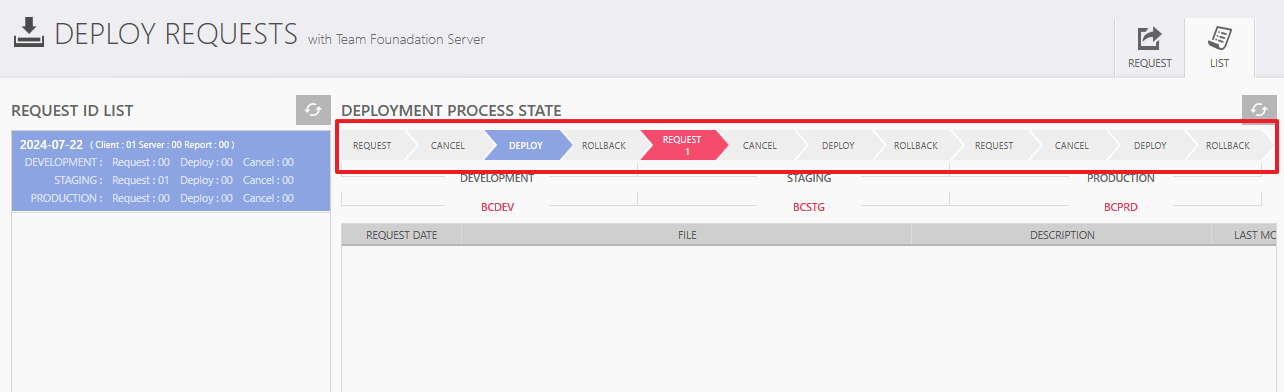 DEPLOY REQUESTS with Team Founadation Server
REQUEST
LIST
REQUEST ID LIST
2024-07-22 ( Client : 01 Server : 00 Report : 00 )
DEVELOPMENT : Request : 00 Deploy : 00 Cancel : 00
STAGING : Request : 01 Deploy : 00 Cancel : 00
PRODUCTION : Request : 00 Deploy : 00 Cancel : 00
DEPLOYMENT PROCESS STATE
REQUEST CANCEL DEPLOY ROLLBACK REQUEST CANCEL DEPLOY ROLLBACK REQUEST CANCEL DEPLOY ROLLBACK
1
DEVELOPMENT STAGING PRODUCTION
BCDEV BCSTG BCPRD
REQUEST DATE FILE DESCRIPTION LAST MO